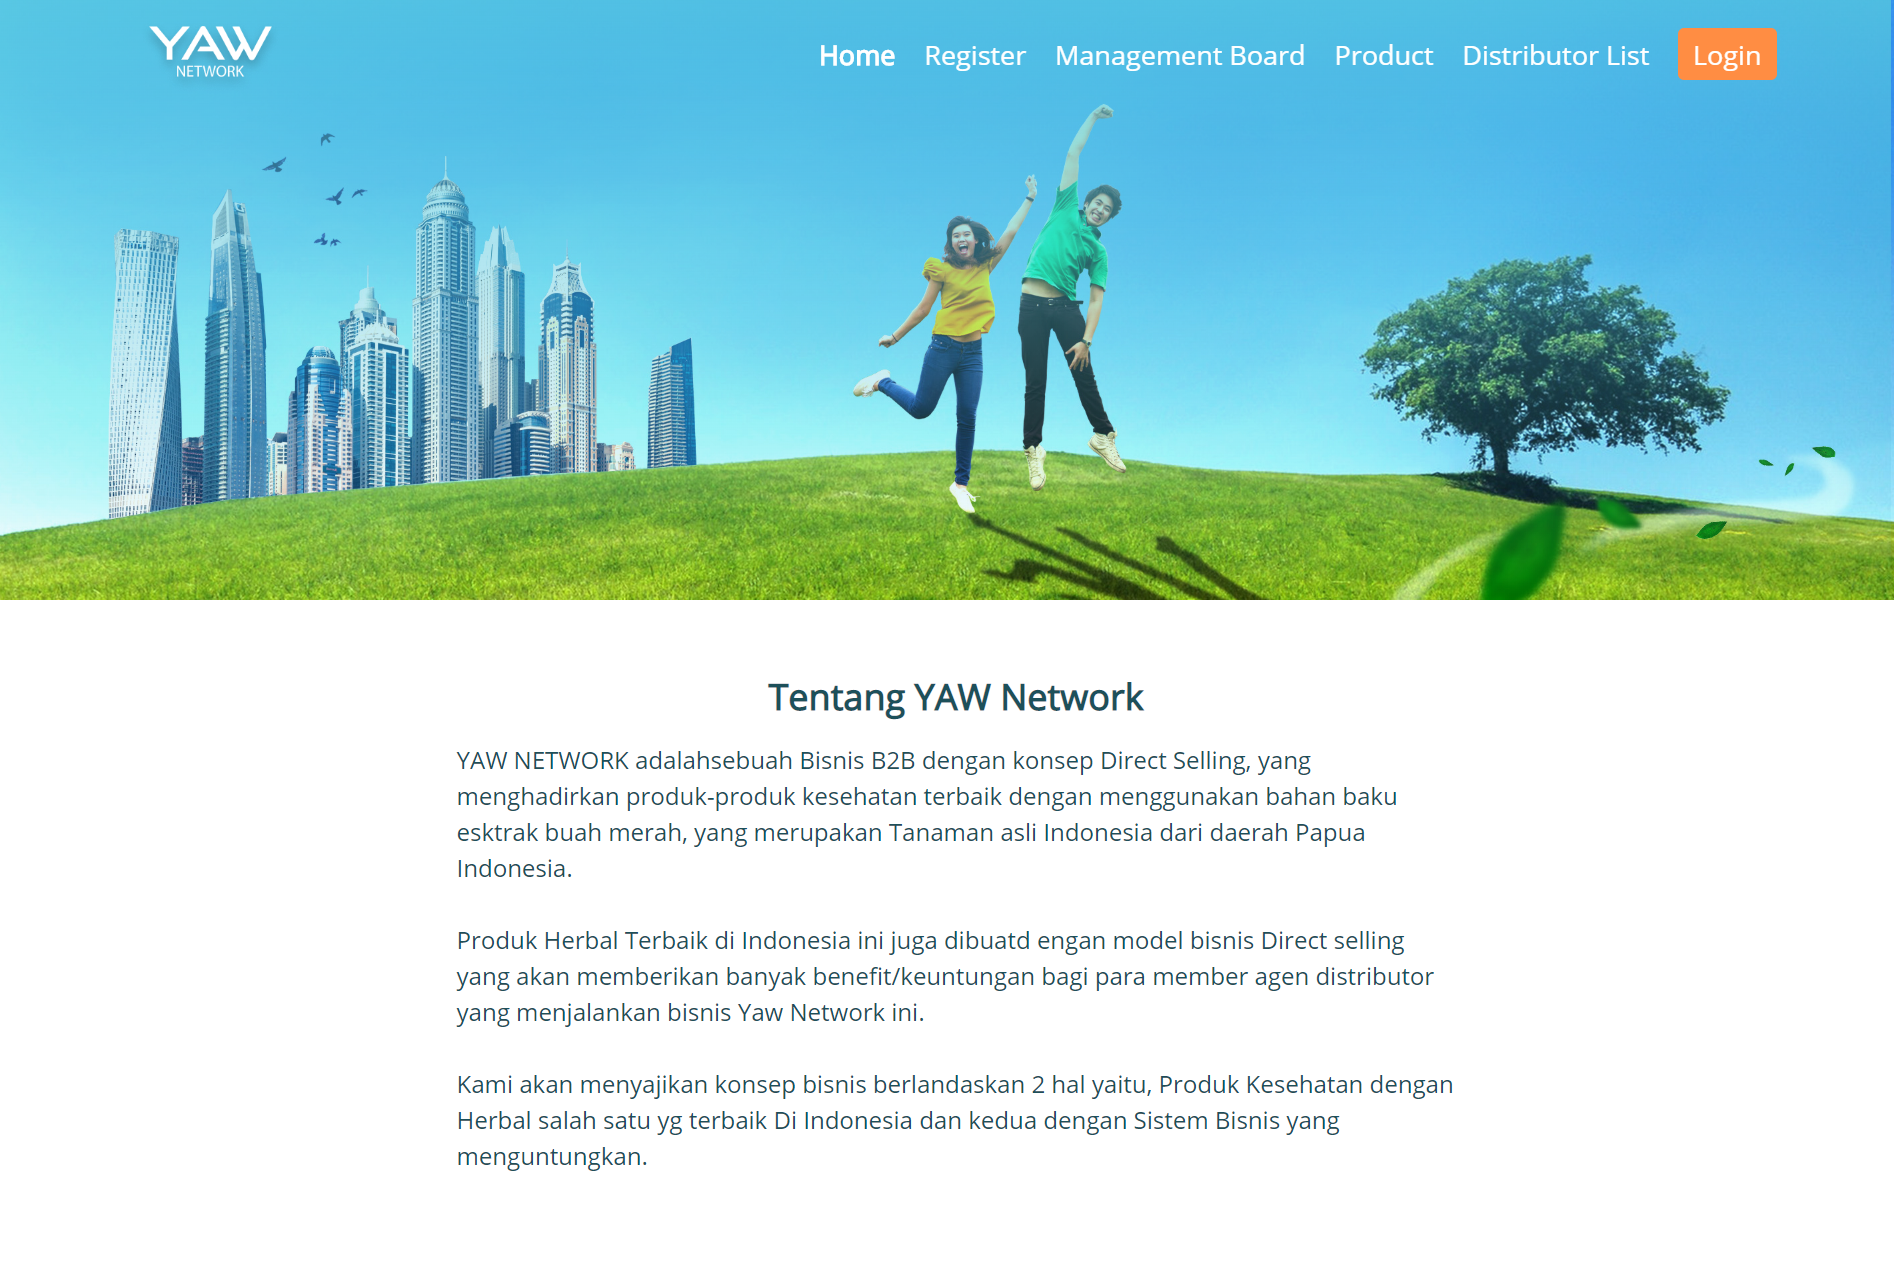 YAW
NETWORK
Home Register Management Board Product Distributor List Login
Tentang YAW Network
YAW NETWORK adalahsebuah Bisnis B2B dengan konsep Direct Selling, yang
menghadirkan produk-produk kesehatan terbaik dengan menggunakan bahan baku
esktrak buah merah, yang merupakan Tanaman asli Indonesia dari daerah Papua
Indonesia.
Produk Herbal Terbaik di Indonesia ini juga dibuatd engan model bisnis Direct selling
yang akan memberikan banyak benefit/keuntungan bagi para member agen distributor
yang menjalankan bisnis Yaw Network ini.
Kami akan menyajikan konsep bisnis berlandaskan 2 hal yaitu, Produk Kesehatan dengan
Herbal salah satu yg terbaik Di Indonesia dan kedua dengan Sistem Bisnis yang
menguntungkan.